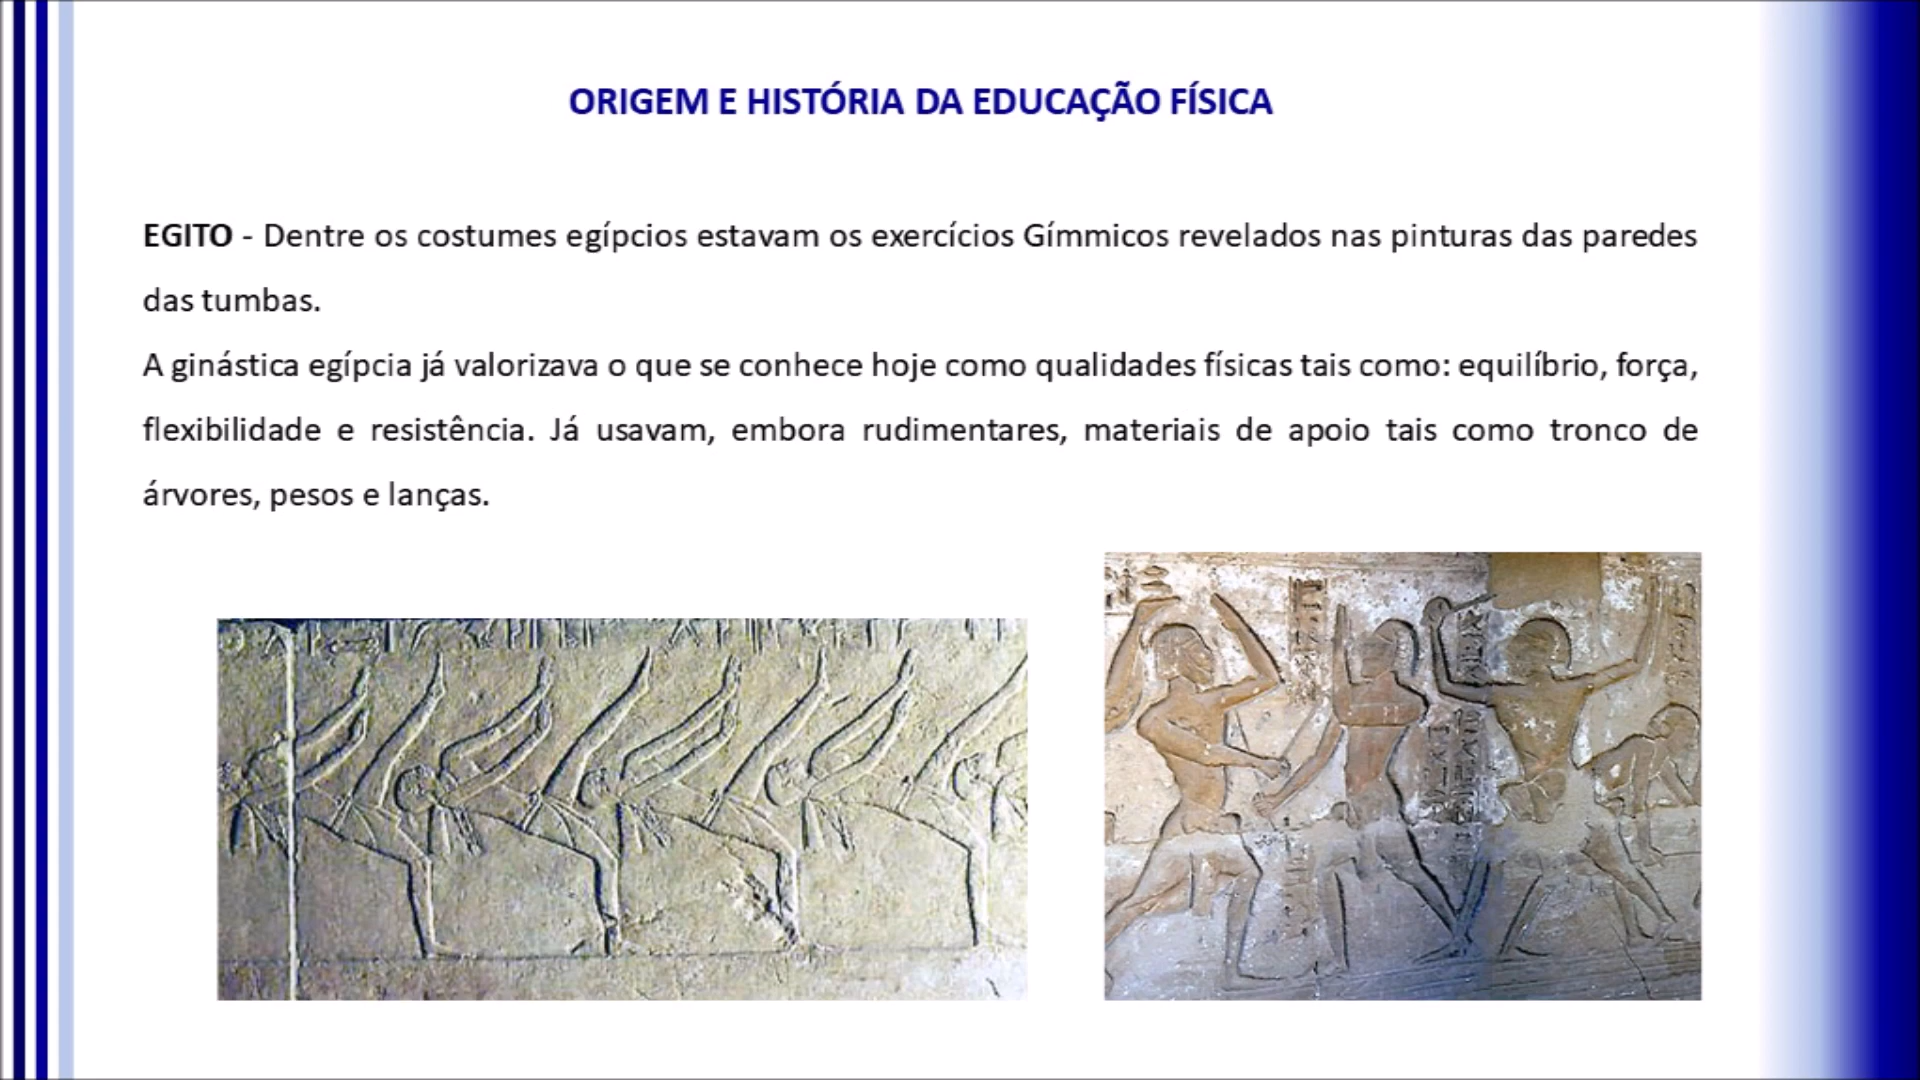 ORIGEM E HISTÓRIA DA EDUCAÇÃO FÍSICA
EGITO - Dentre os costumes egípcios estavam os exercícios Gímmicos revelados nas pinturas das paredes
das tumbas.
A ginástica egípcia já valorizava o que se conhece hoje como qualidades físicas tais como: equilíbrio, força,
flexibilidade e resistência. Já usavam, embora rudimentares, materiais de apoio tais como tronco de
árvores, pesos e lanças.